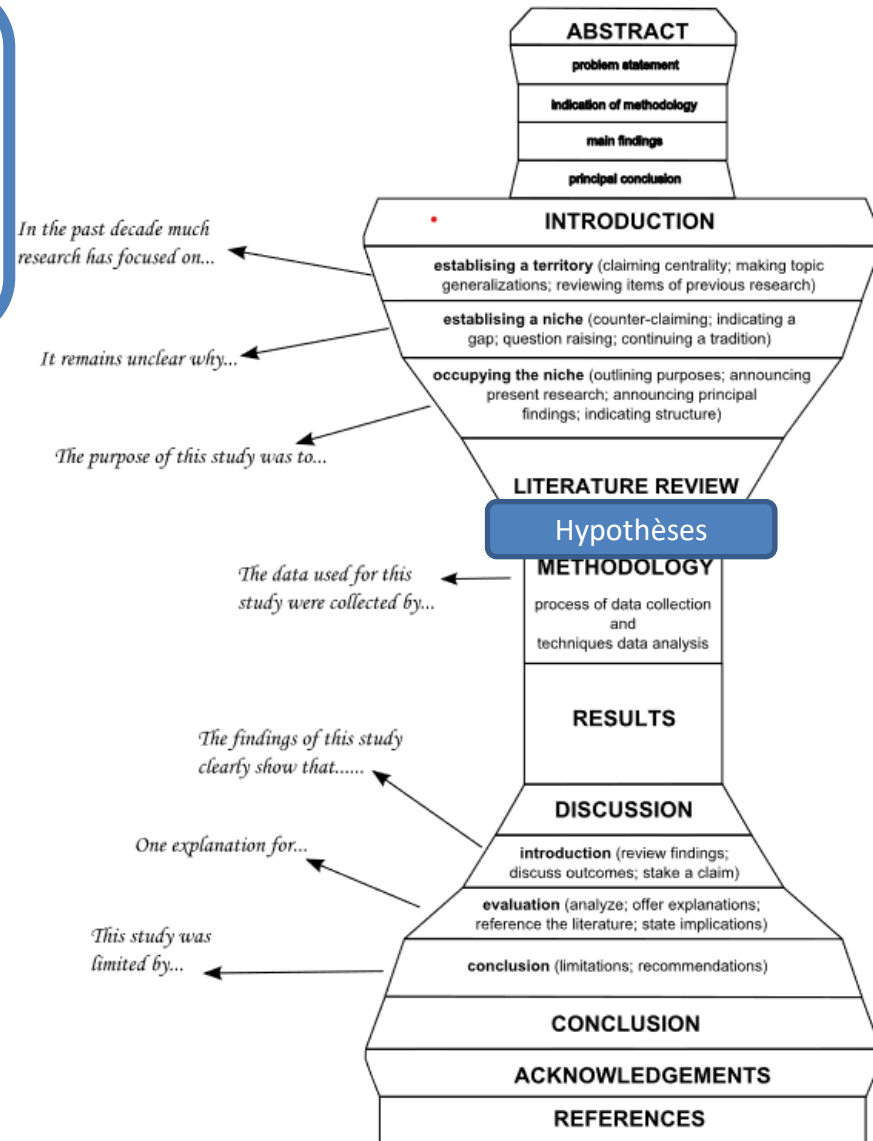 ABSTRACT
problem statement
indication of methodology
main findings
principal conclusion
INTRODUCTION
In the past decade much
research has focused on...
establising a territory (claiming centrality; making topic
generalizations; reviewing items of previous research)
establising a niche (counter-claiming; indicating a
gap; question raising; continuing a tradition)
It remains unclear why...
occupying the niche (outlining purposes; announcing
present research; announcing principal
findings; indicating structure)
The purpose of this study was to...
LITERATURE REVIEW
Hypothèses
METHODOLOGY
The data used for this
study were collected by...
process of data collection
and
techniques data analysis
RESULTS
The findings of this study
clearly show that......
DISCUSSION
One explanation for...
introduction (review findings;
discuss outcomes; stake a claim)
evaluation (analyze; offer explanations;
reference the literature; state implications)
This study was
limited by...
conclusion (limitations; recommendations)
CONCLUSION
ACKNOWLEDGEMENTS
REFERENCES